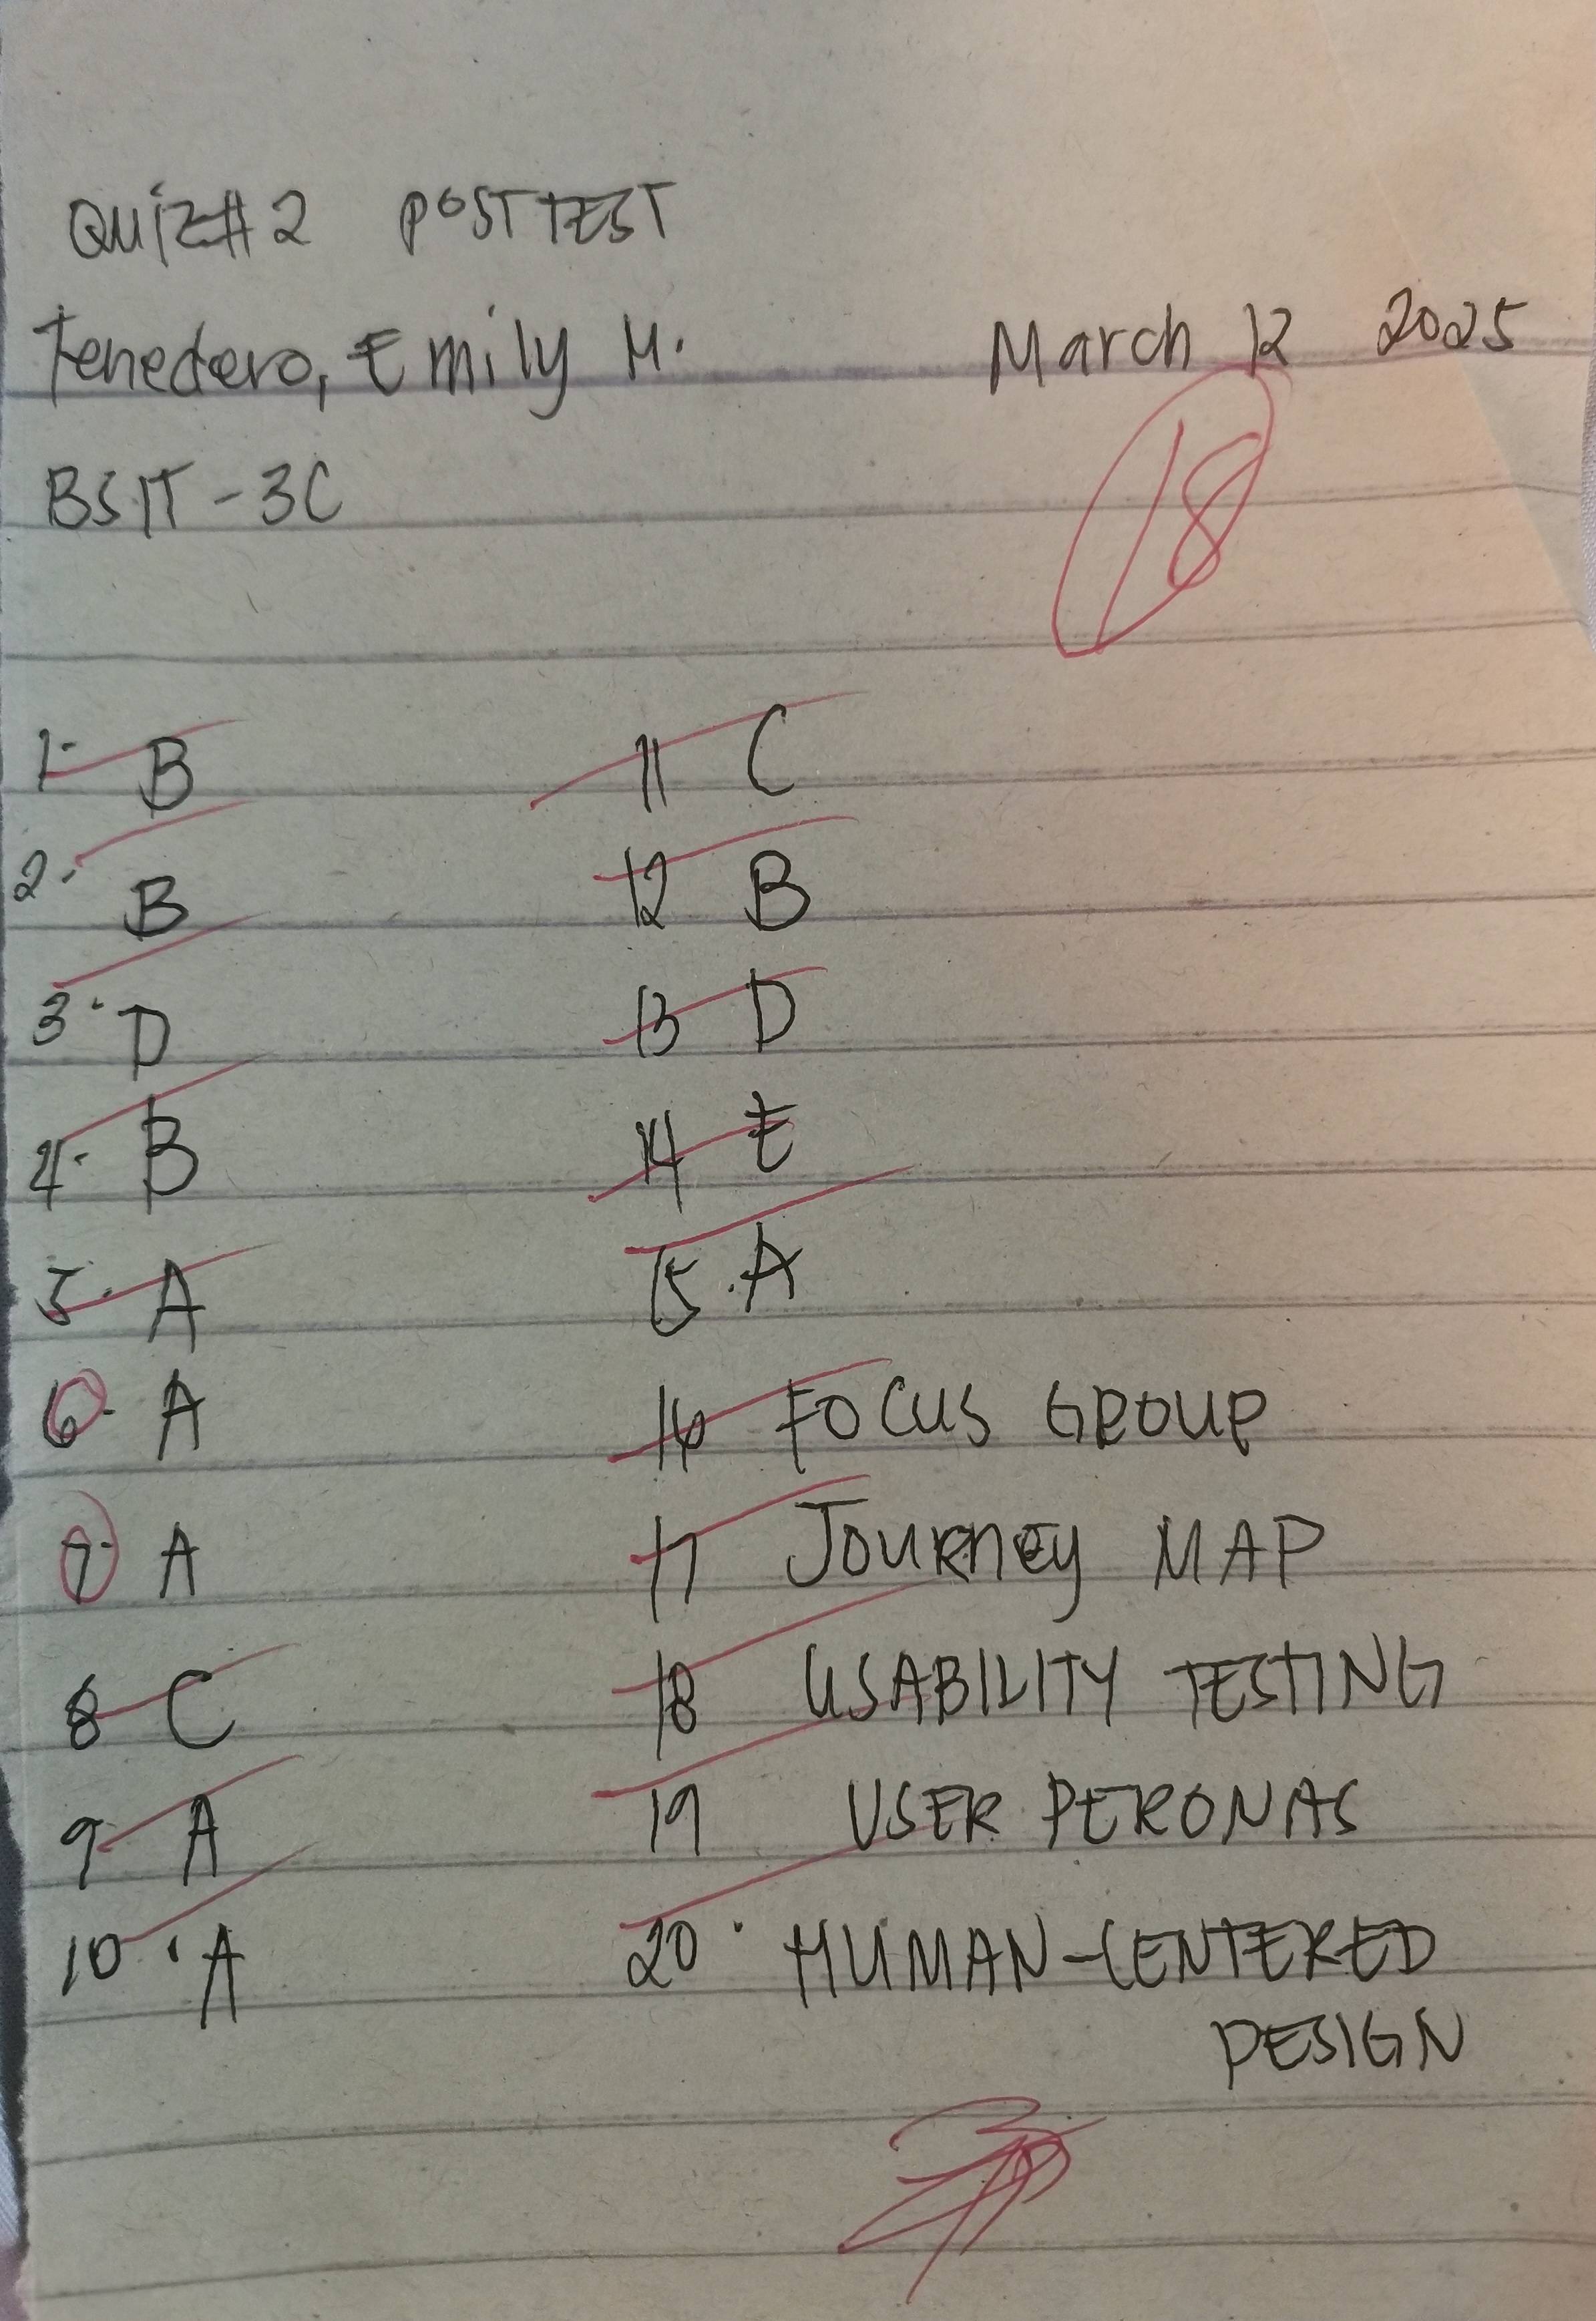 QUIZ#2 POSTTEST
Tenedero, Emily M. March 12 2025
BSIT-3C
18
1. B
2. B
3. D
4. B
5. A
6. A
7. A
8 C
9. A
10. A
11 C
12 B
13 D
14 E
15. A
16 FOCUS GROUP
17 JOURNEY MAP
18 USABILITY TESTING
19 USER PERONAS
20. HUMAN-CENTERED
DESIGN